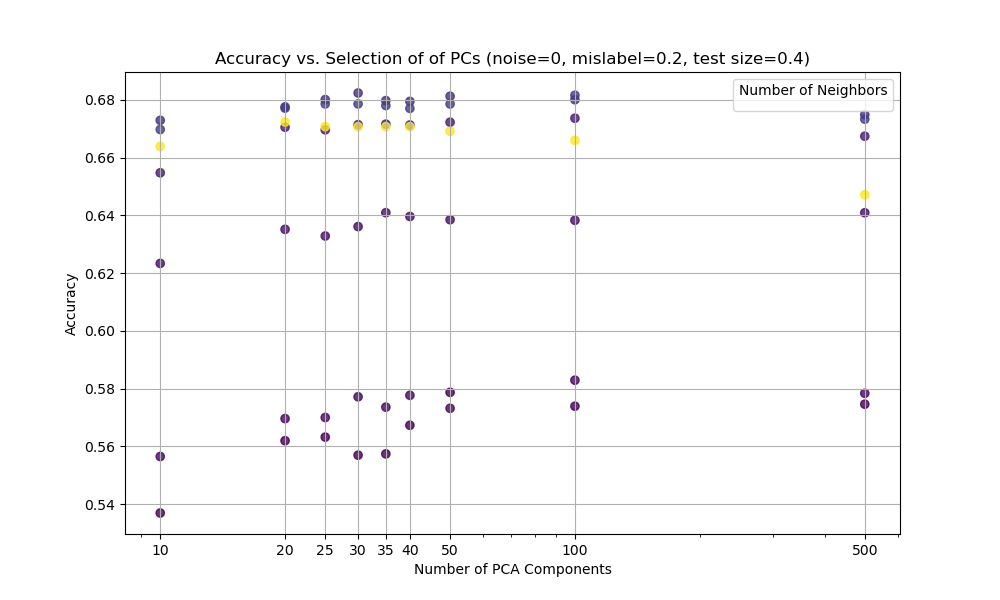 Accuracy vs. Selection of of PCs (noise=0, mislabel=0.2, test size=0.4)
Number of Neighbors
0.68
0.66
0.64
0.62
0.60
0.58
0.56
0.54
Accuracy
10 20 25 30 35 40 50 100 500
Number of PCA Components